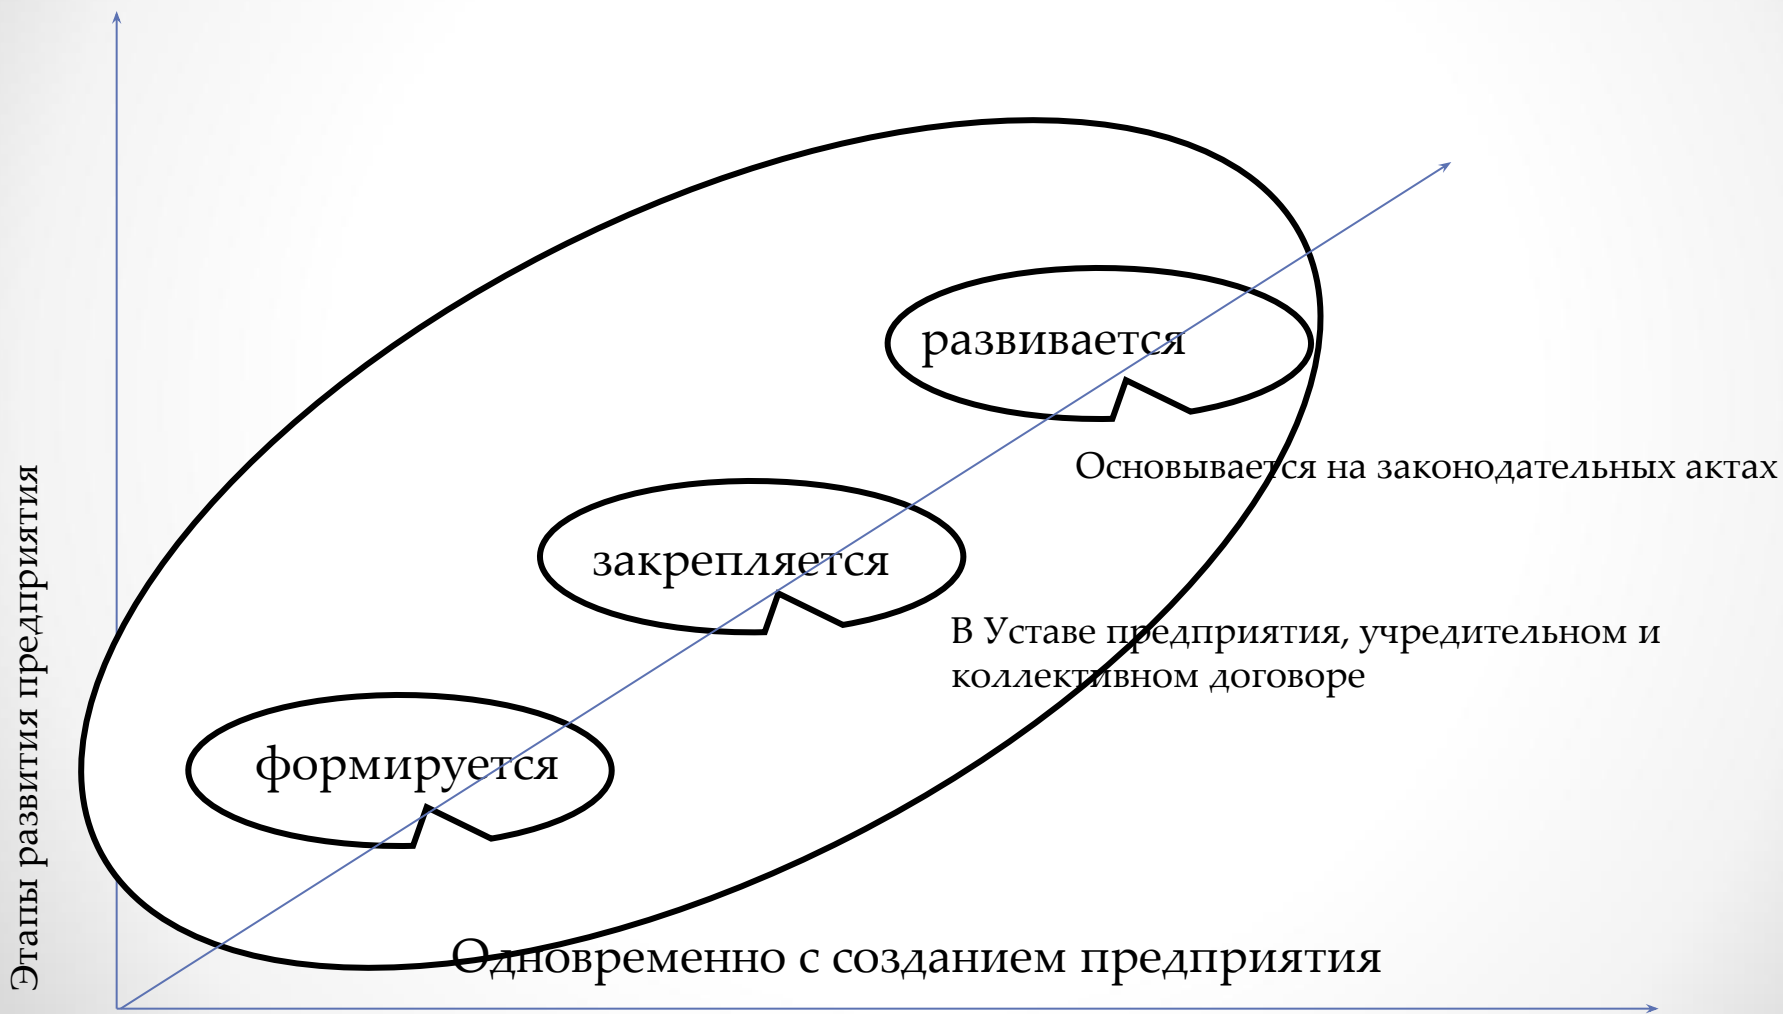 развивается
Основывается на законодательных актах
закрепляется
В Уставе предприятия, учредительном и
коллективном договоре
формируется
Одновременно с созданием предприятия
Этапы развития предприятия